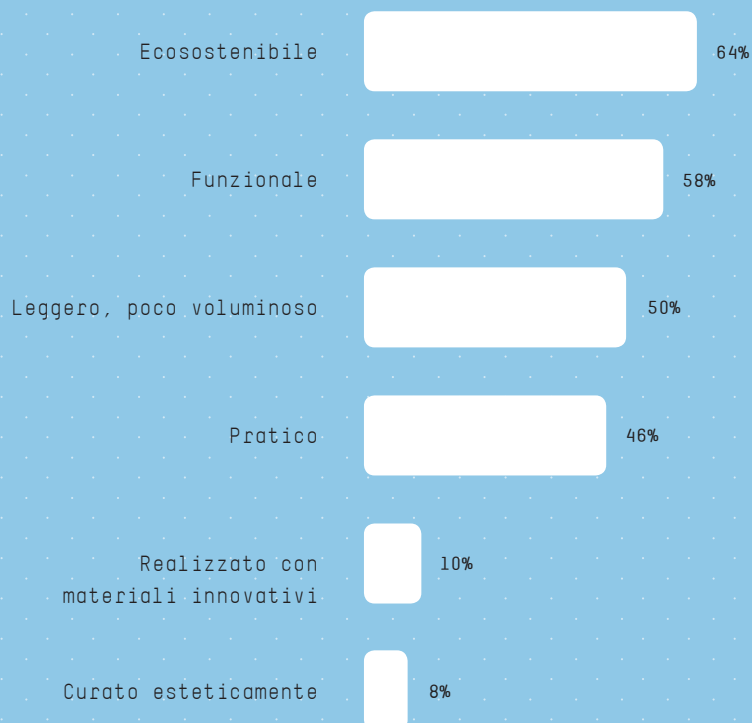 Ecosostenibile 64%
Funzionale 58%
Leggero, poco voluminoso 50%
Pratico 46%
Realizzato con 10%
materiali innovativi
Curato esteticamente 8%